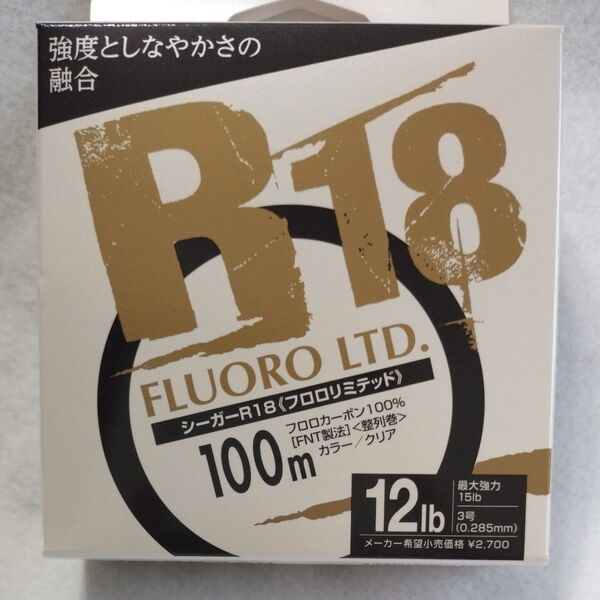 強度としなやかさの
融合
R18
FLUORO LTD.
シーガーR18《フロロリミテッド》
100m
フロロカーボン100%
[FNT製法]<整列巻>
カラー／クリア
12lb
最大強力
15lb
3号
(0.285mm)
メーカー希望小売価格 ¥2,700